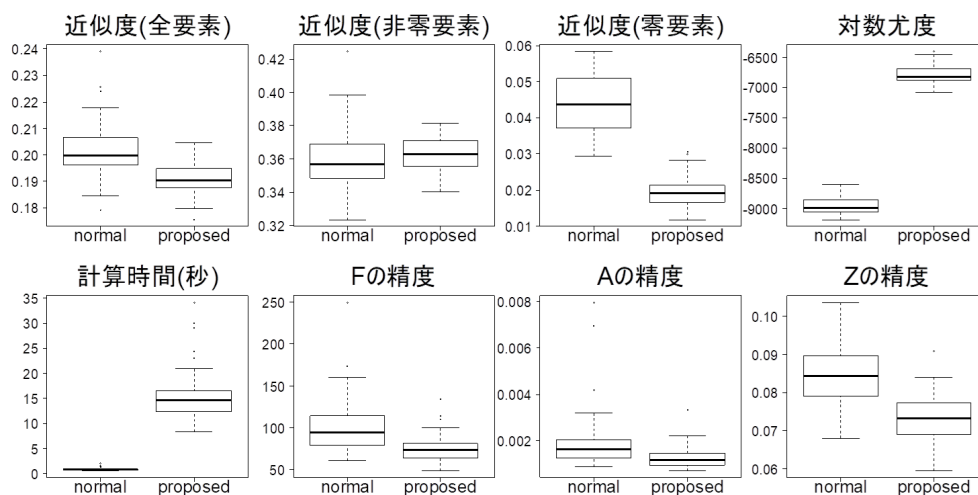 近似度(全要素)
近似度(非零要素)
近似度(零要素)
対数尤度
0.24
0.23
0.22
0.21
0.20
0.19
0.18
normal
proposed
0.42
0.40
0.38
0.36
0.34
0.32
normal
proposed
0.06
0.05
0.04
0.03
0.02
0.01
normal
proposed
-6500
-7000
-7500
-8000
-8500
-9000
normal
proposed
計算時間(秒)
Fの精度
Aの精度
Zの精度
35
30
25
20
15
10
5
0
normal
proposed
250
200
150
100
50
normal
proposed
0.008
0.006
0.004
0.002
normal
proposed
0.10
0.09
0.08
0.07
0.06
normal
proposed